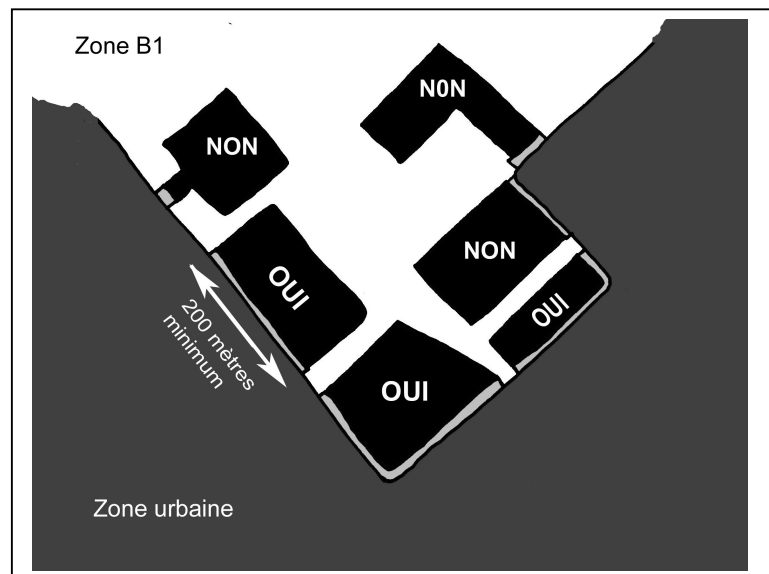 Zone B1
N0N
NON
NON
OUI
OUI
200 mètres
minimum
OUI
Zone urbaine